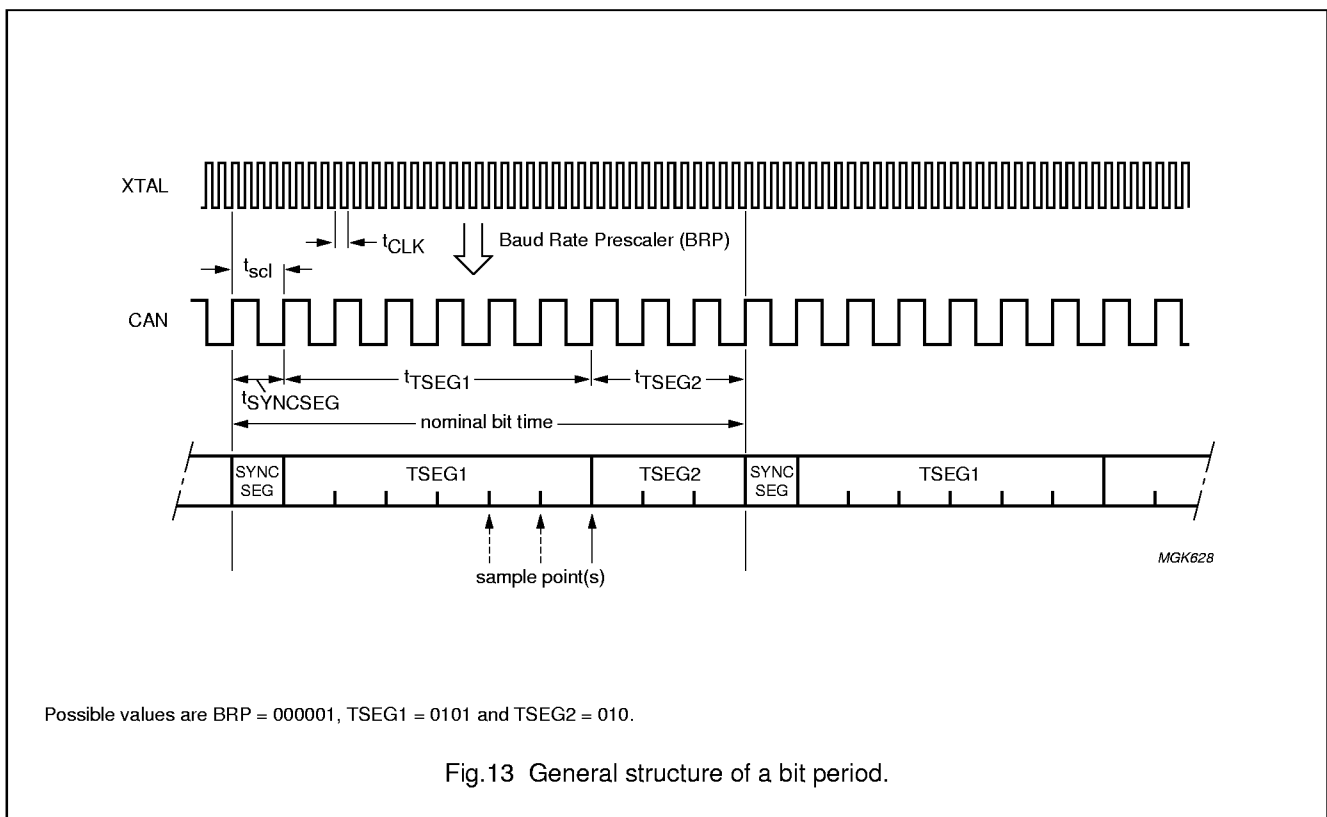 XTAL
tCLK
Baud Rate Prescaler (BRP)
tscl
CAN
tTSEG1
tTSEG2
tSYNCSEG
nominal bit time
SYNC
SEG
TSEG1
TSEG2
SYNC
SEG
TSEG1
sample point(s)
MGK628
Possible values are BRP = 000001, TSEG1 = 0101 and TSEG2 = 010.
Fig.13 General structure of a bit period.